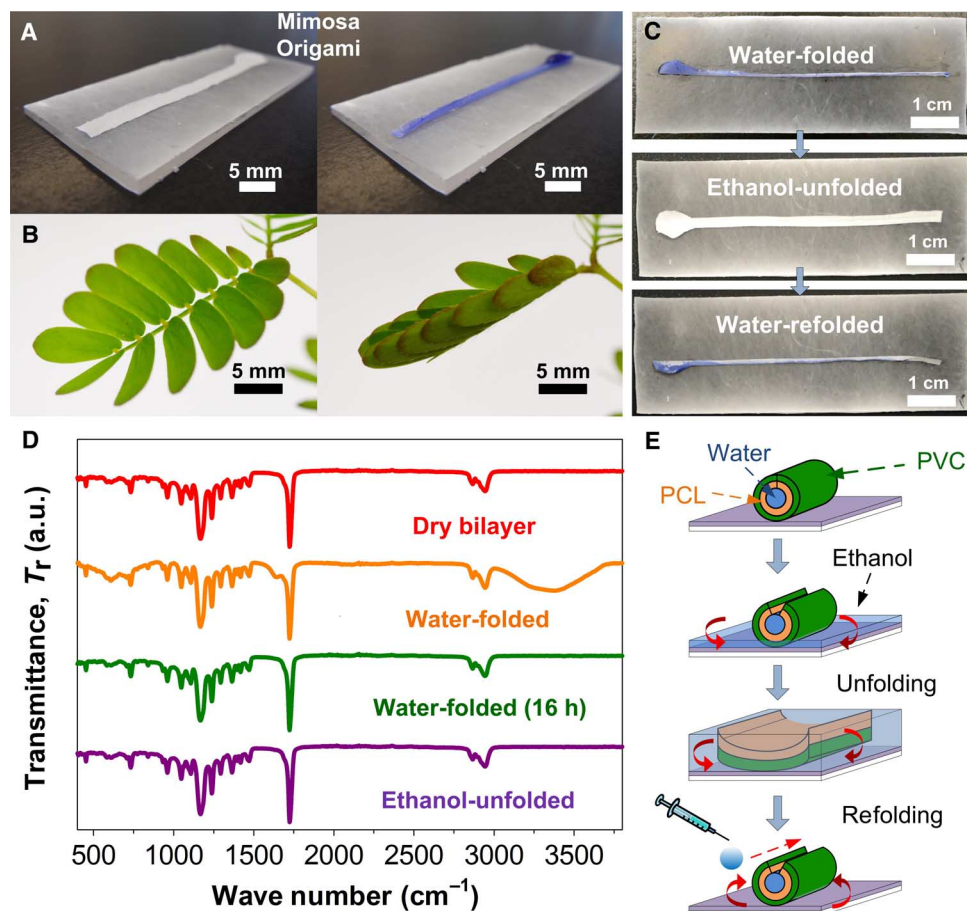 A
Mimosa
Origami
5 mm
5 mm
B
5 mm
5 mm
C
Water-folded
1 cm
Ethanol-unfolded
1 cm
Water-refolded
1 cm
D
Transmittance, Tr (a.u.)
Dry bilayer
Water-folded
Water-folded (16 h)
Ethanol-unfolded
500 1000 1500 2000 2500 3000 3500
Wave number (cm⁻¹)
E
Water
PVC
PCL
Ethanol
Unfolding
Refolding